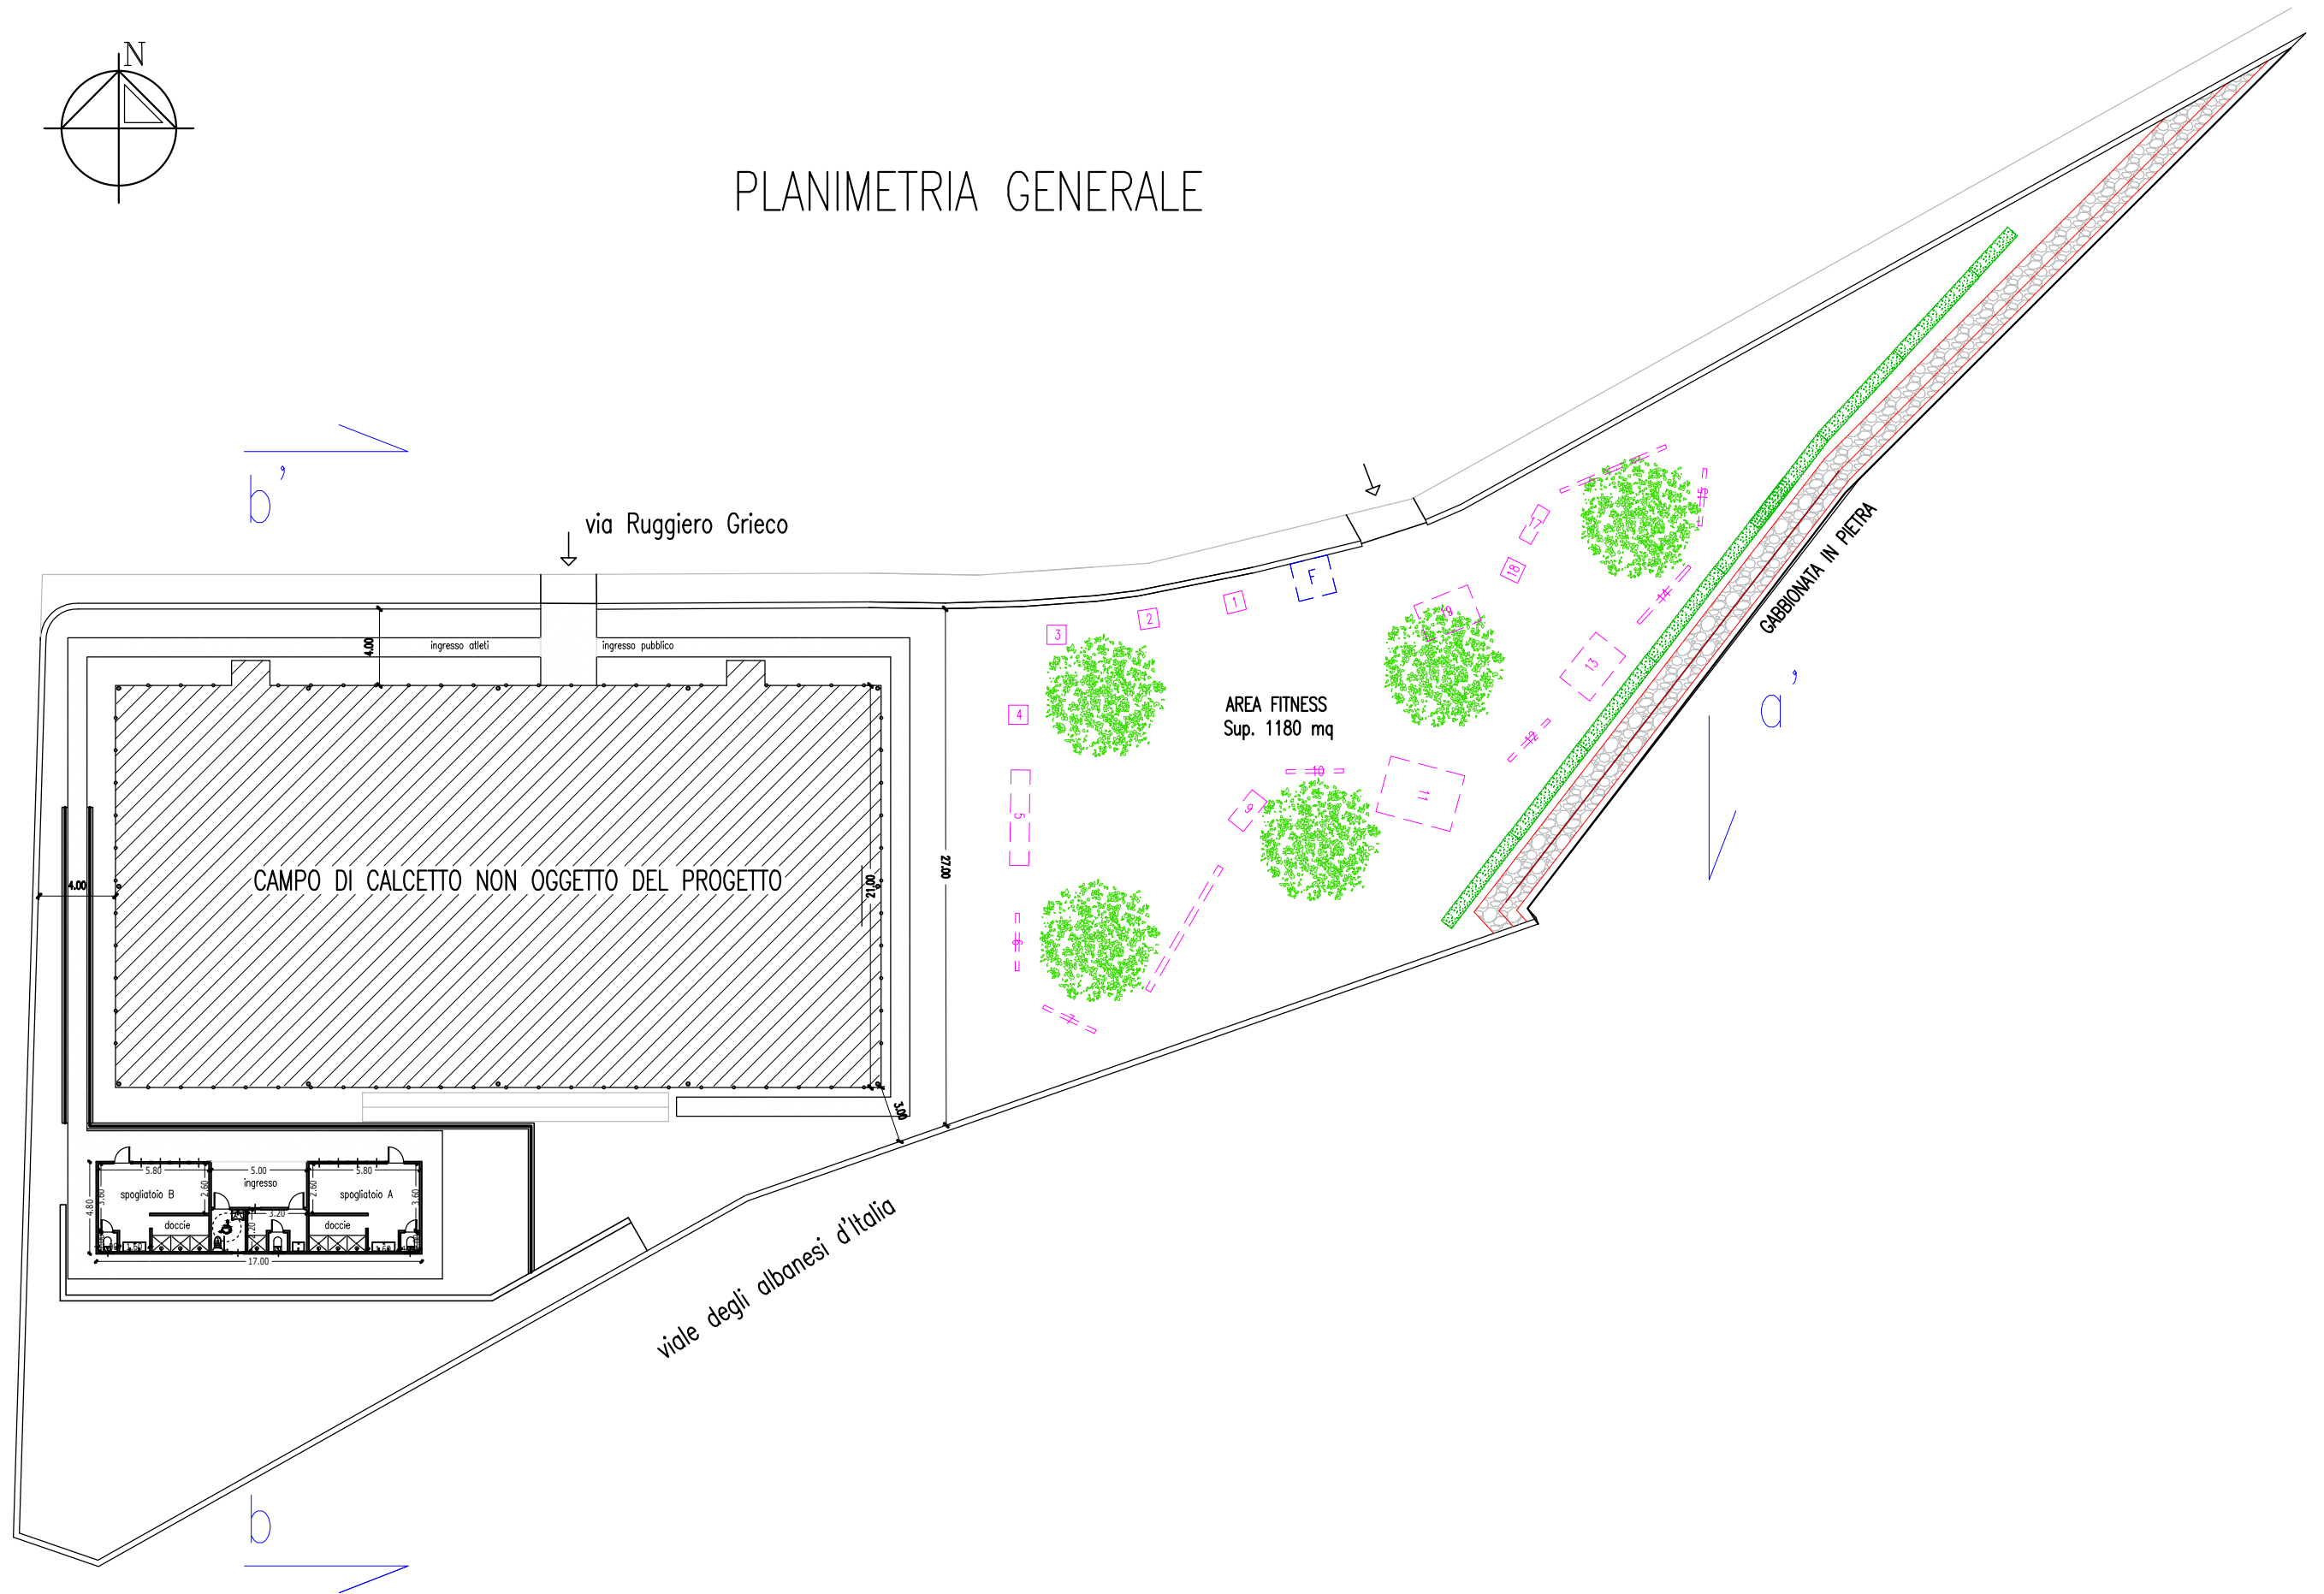 N
PLANIMETRIA GENERALE
b'
via Ruggiero Grieco
ingresso atleti
ingresso pubblico
4.00
4.00
CAMPO DI CALCETTO NON OGGETTO DEL PROGETTO
21.00
27.00
3.00
F
1
2
3
4
5
6
7
9
10
11
12
13
14
15
18
19
AREA FITNESS
Sup. 1180 mq
GABBIONATA IN PIETRA
a'
5.80
5.00
5.80
ingresso
spogliatoio B
spogliatoio A
3.60
2.60
2.60
3.60
4.80
doccie
doccie
3.20
17.00
viale degli albanesi d'Italia
b